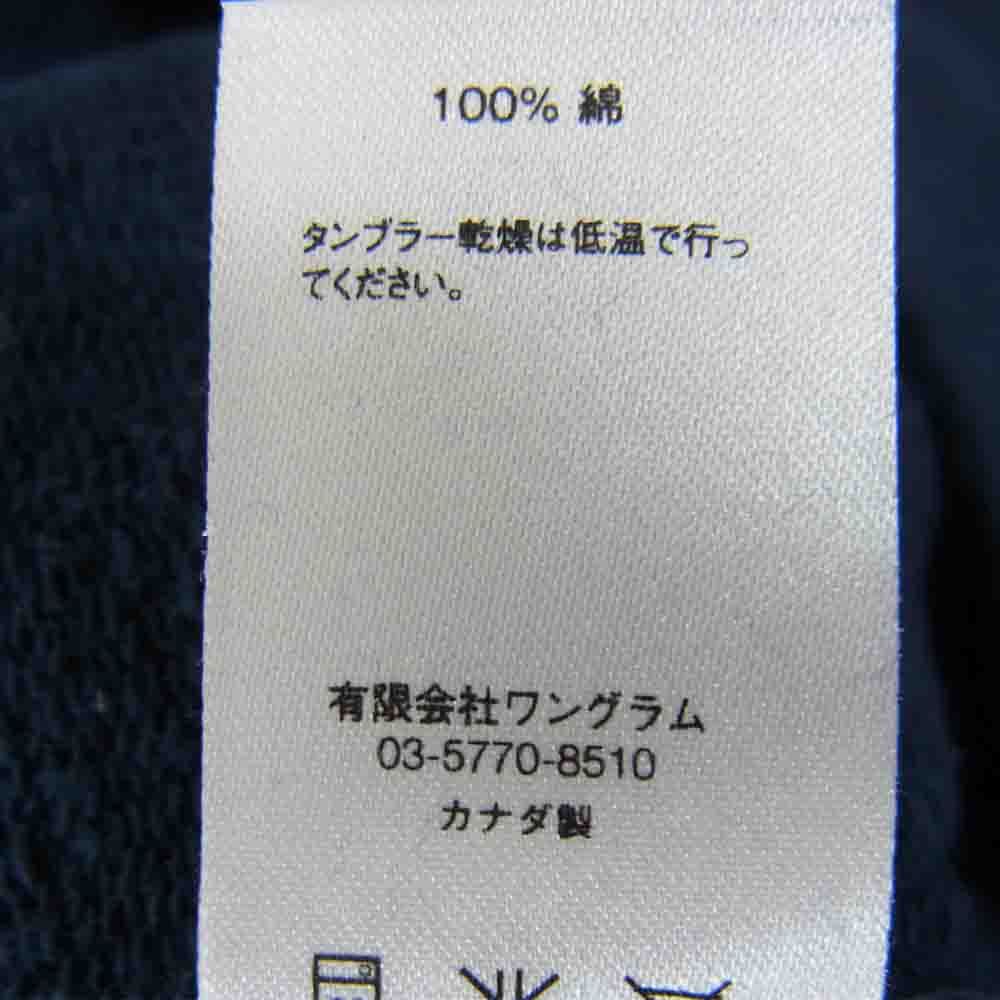 100% 綿
タンブラー乾燥は低温で行っ
てください。
有限会社ワングラム
03-5770-8510
カナダ製